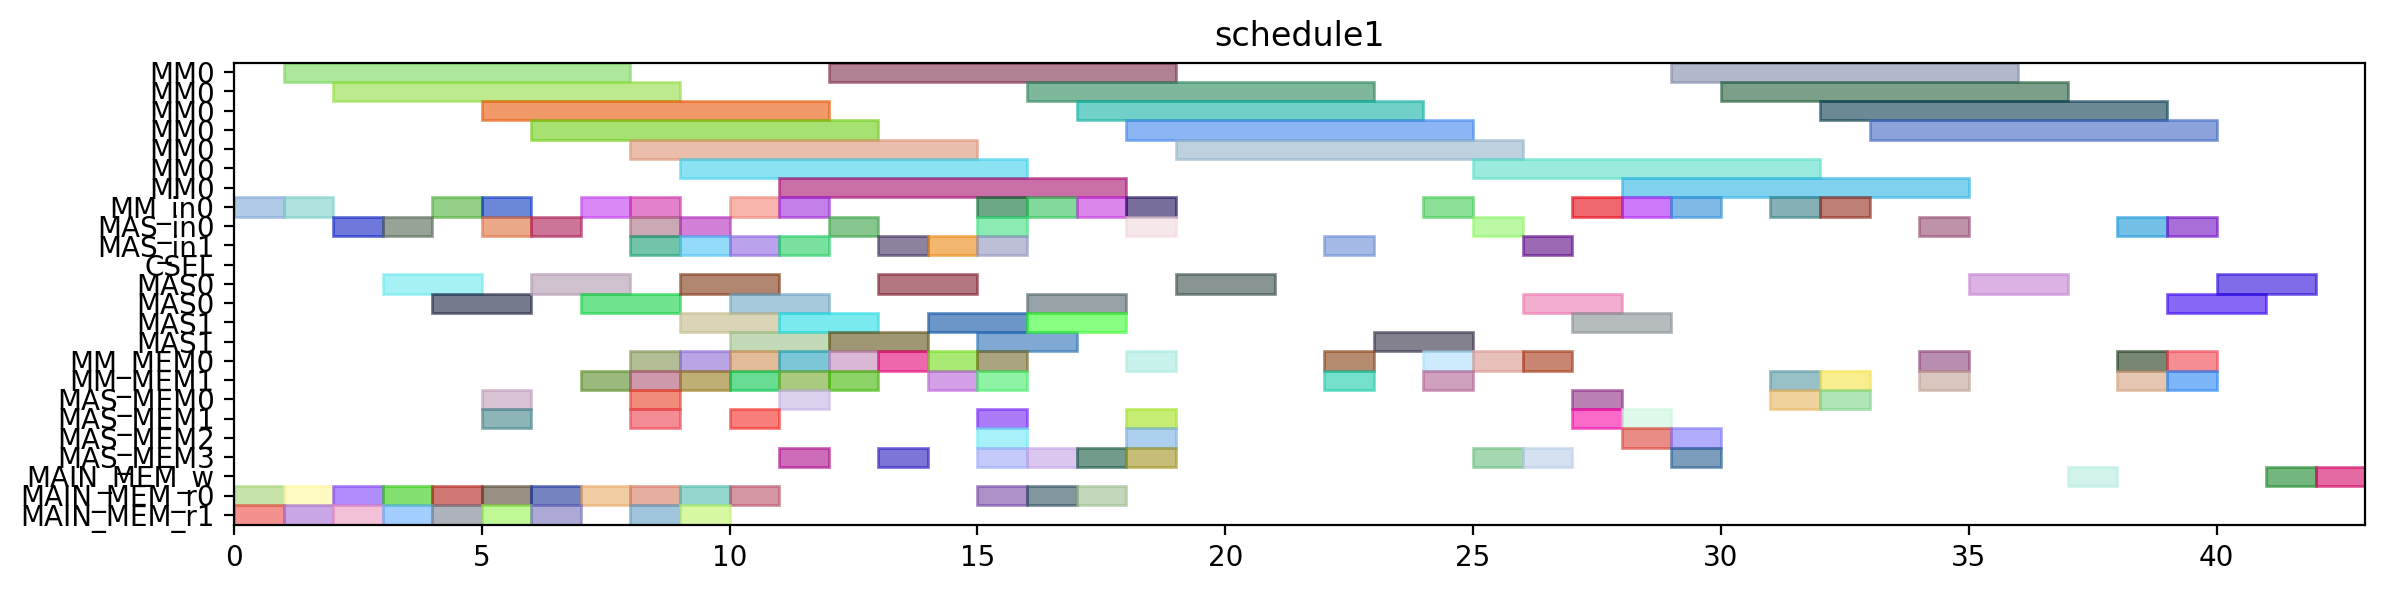 schedule1
MM0
MM0
MM0
MM0
MM0
MM0
MM0
MM_in0
MAS_in0
MAS_in1
CSEL
MAS0
MAS0
MAS1
MAS1
MM_MEM0
MM_MEM1
MAS_MEM0
MAS_MEM1
MAS_MEM2
MAS_MEM3
MAIN_MEM_w
MAIN_MEM_r0
MAIN_MEM_r1
0 5 10 15 20 25 30 35 40